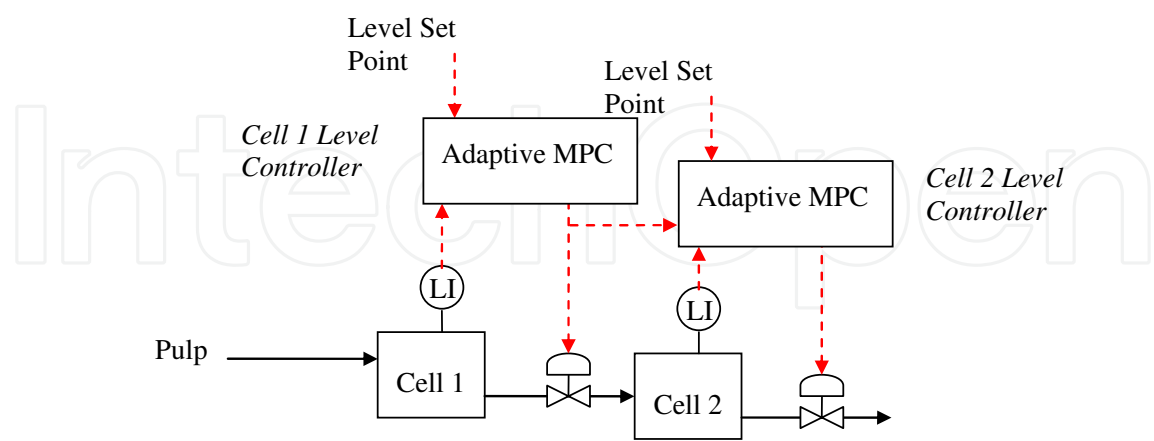 Level Set
Point
Level Set
Point
Cell 1 Level
Controller
Adaptive MPC
Adaptive MPC
Cell 2 Level
Controller
LI
LI
Pulp
Cell 1
Cell 2
IntechOpen